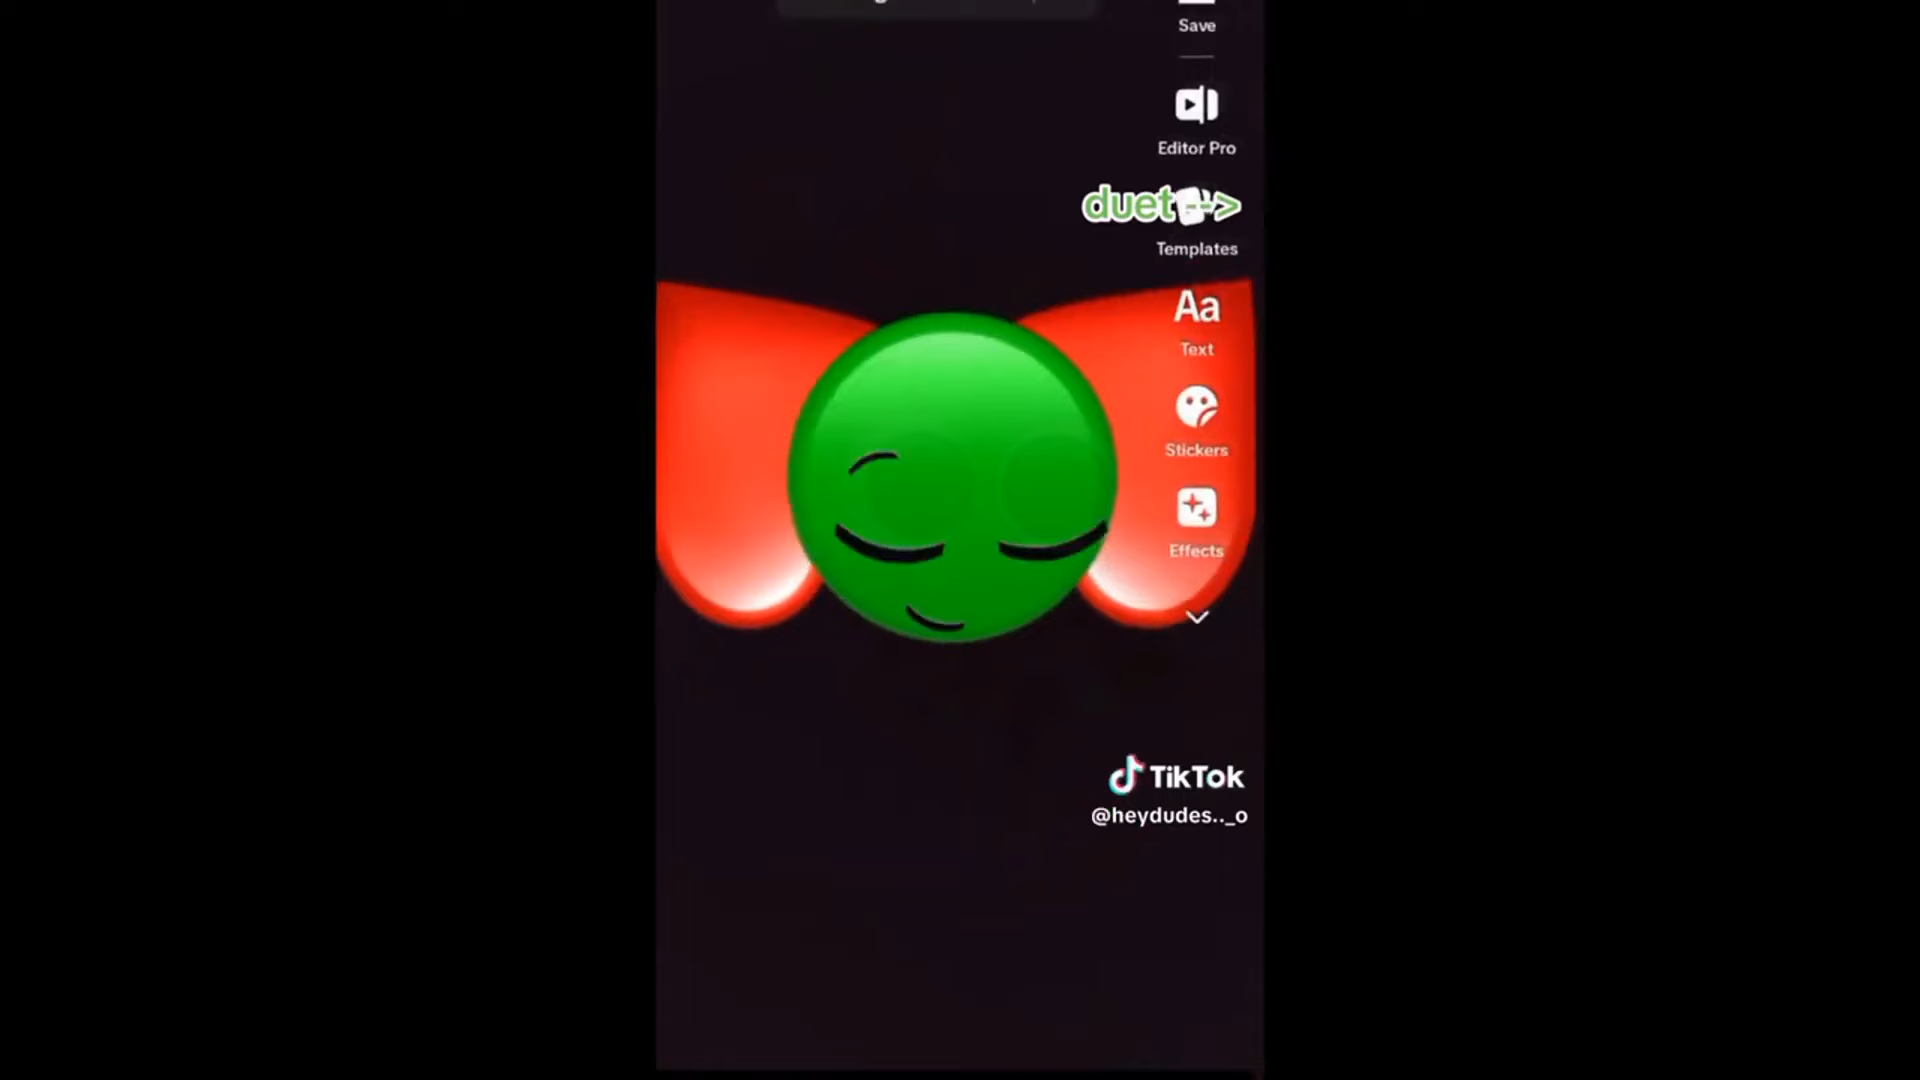 Save
Editor Pro
duet -->
Templates
Aa
Text
Stickers
Effects
TikTok
@heydudes.._o